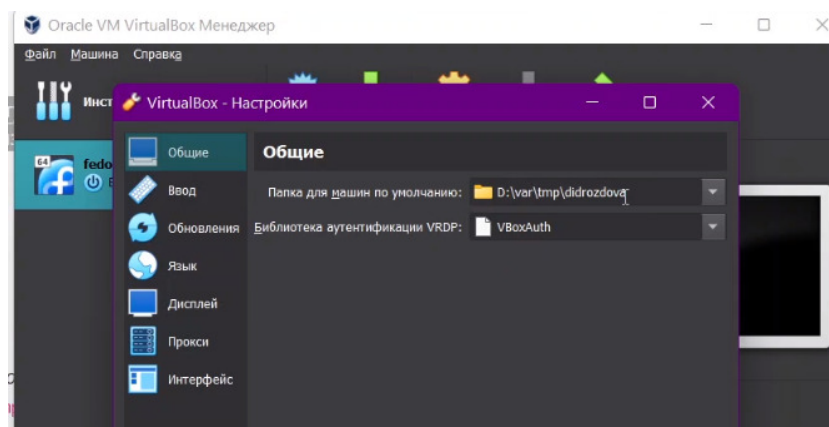 Oracle VM VirtualBox Менеджер
Файл Машина Справка
VirtualBox - Настройки
64
Общие
Ввод
Обновления
Язык
Дисплей
Прокси
Интерфейс
Общие
Папка для машин по умолчанию: D:\var\tmp\didrozdova
Библиотека аутентификации VRDP: VBoxAuth